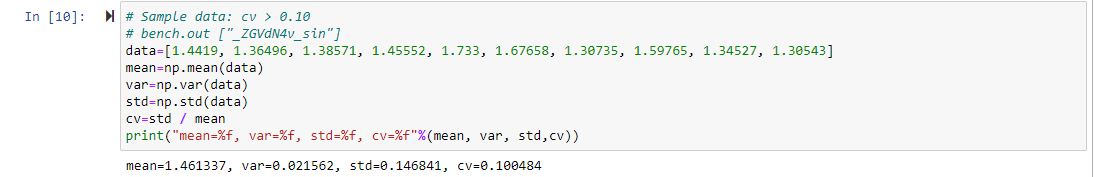 In [10]:
# Sample data: cv > 0.10
# bench.out ["_ZGVdN4v_sin"]
data=[1.4419, 1.36496, 1.38571, 1.45552, 1.733, 1.67658, 1.30735, 1.59765, 1.34527, 1.30543]
mean=np.mean(data)
var=np.var(data)
std=np.std(data)
cv=std / mean
print("mean=%f, var=%f, std=%f, cv=%f"%(mean, var, std,cv))
mean=1.461337, var=0.021562, std=0.146841, cv=0.100484